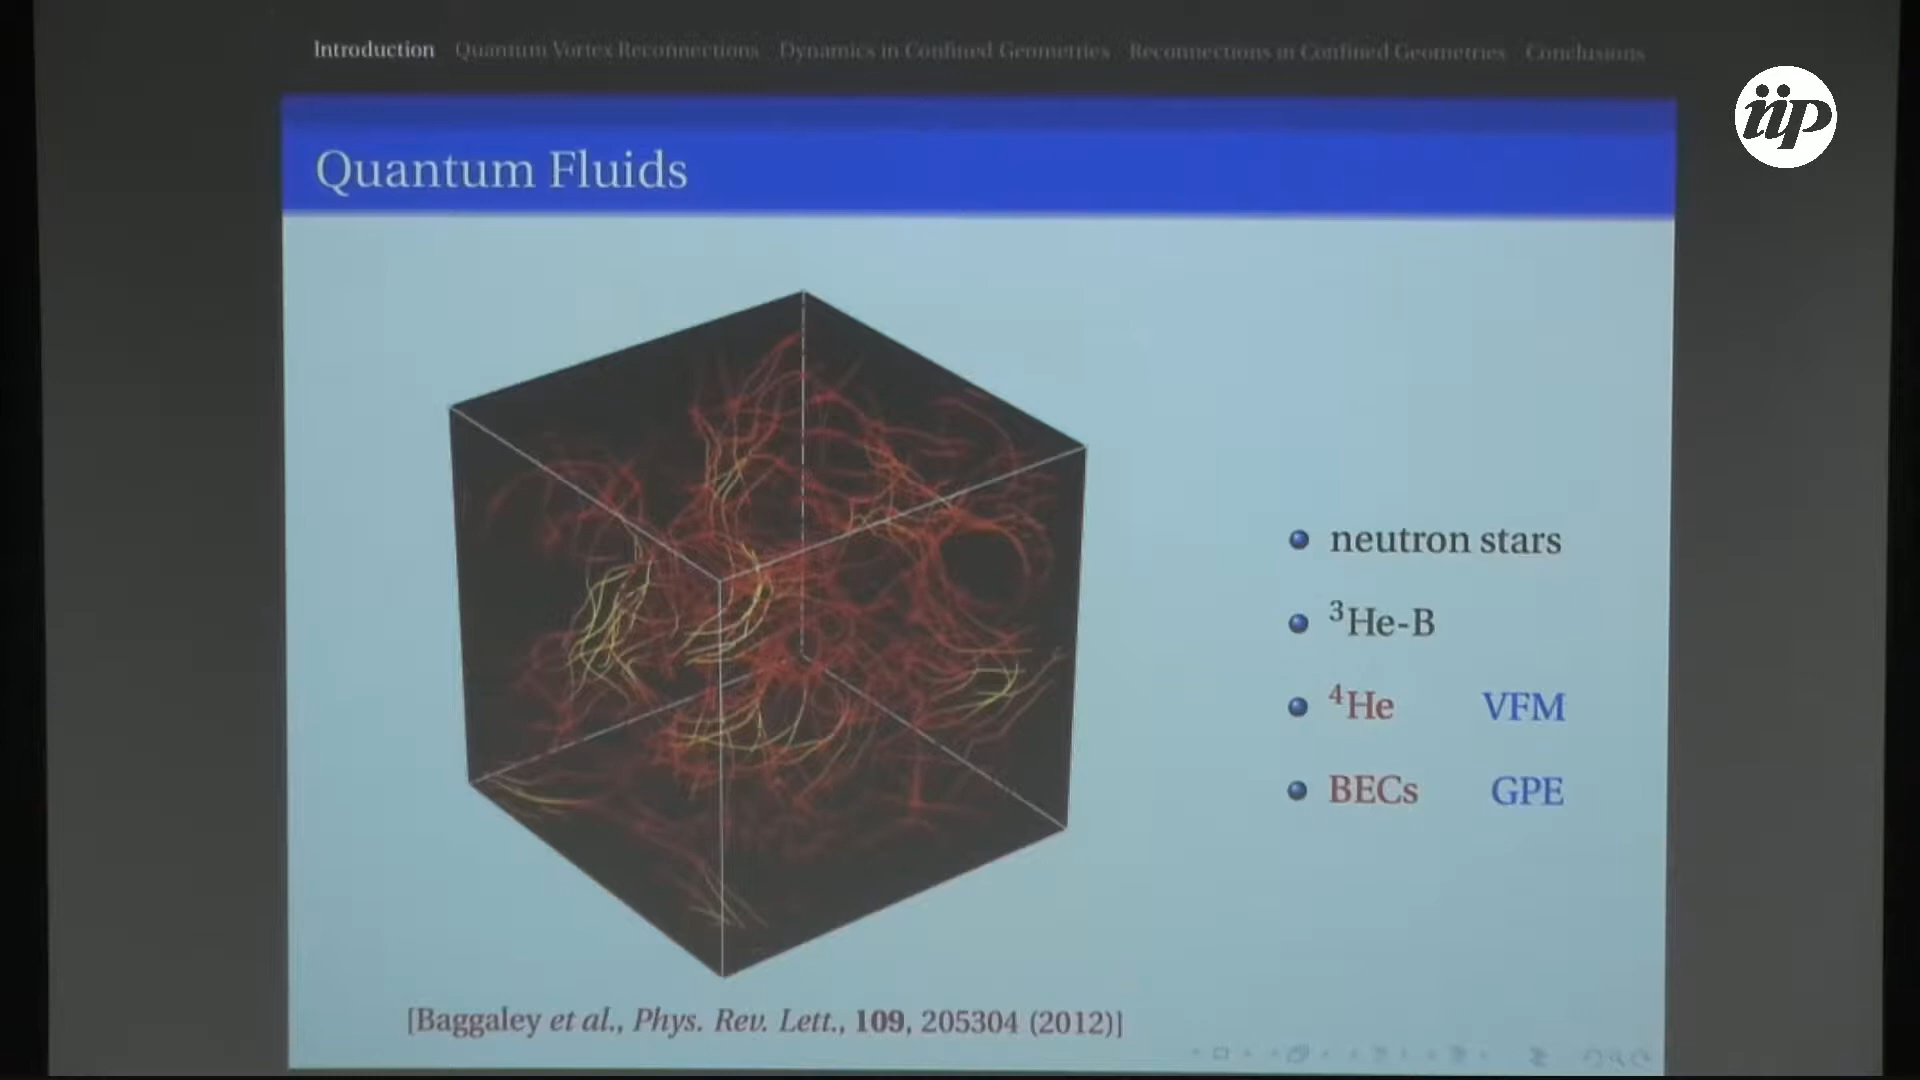 Introduction Quantum Vortex Reconnections Dynamics in Confined Geometries Reconnections in Confined Geometries Conclusions
iip
Quantum Fluids
neutron stars
³He-B
⁴He VFM
BECs GPE
[Baggaley et al., Phys. Rev. Lett., 109, 205304 (2012)]